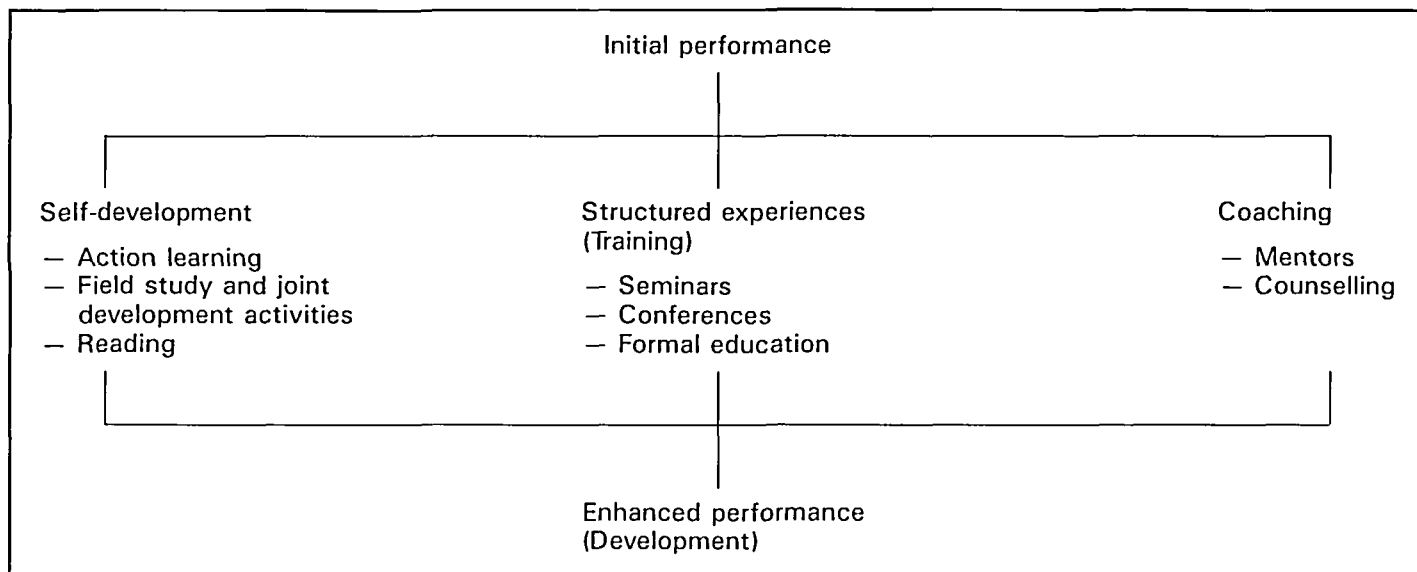 Initial performance
Self-development
— Action learning
— Field study and joint
development activities
— Reading
Structured experiences
(Training)
— Seminars
— Conferences
— Formal education
Coaching
— Mentors
— Counselling
Enhanced performance
(Development)